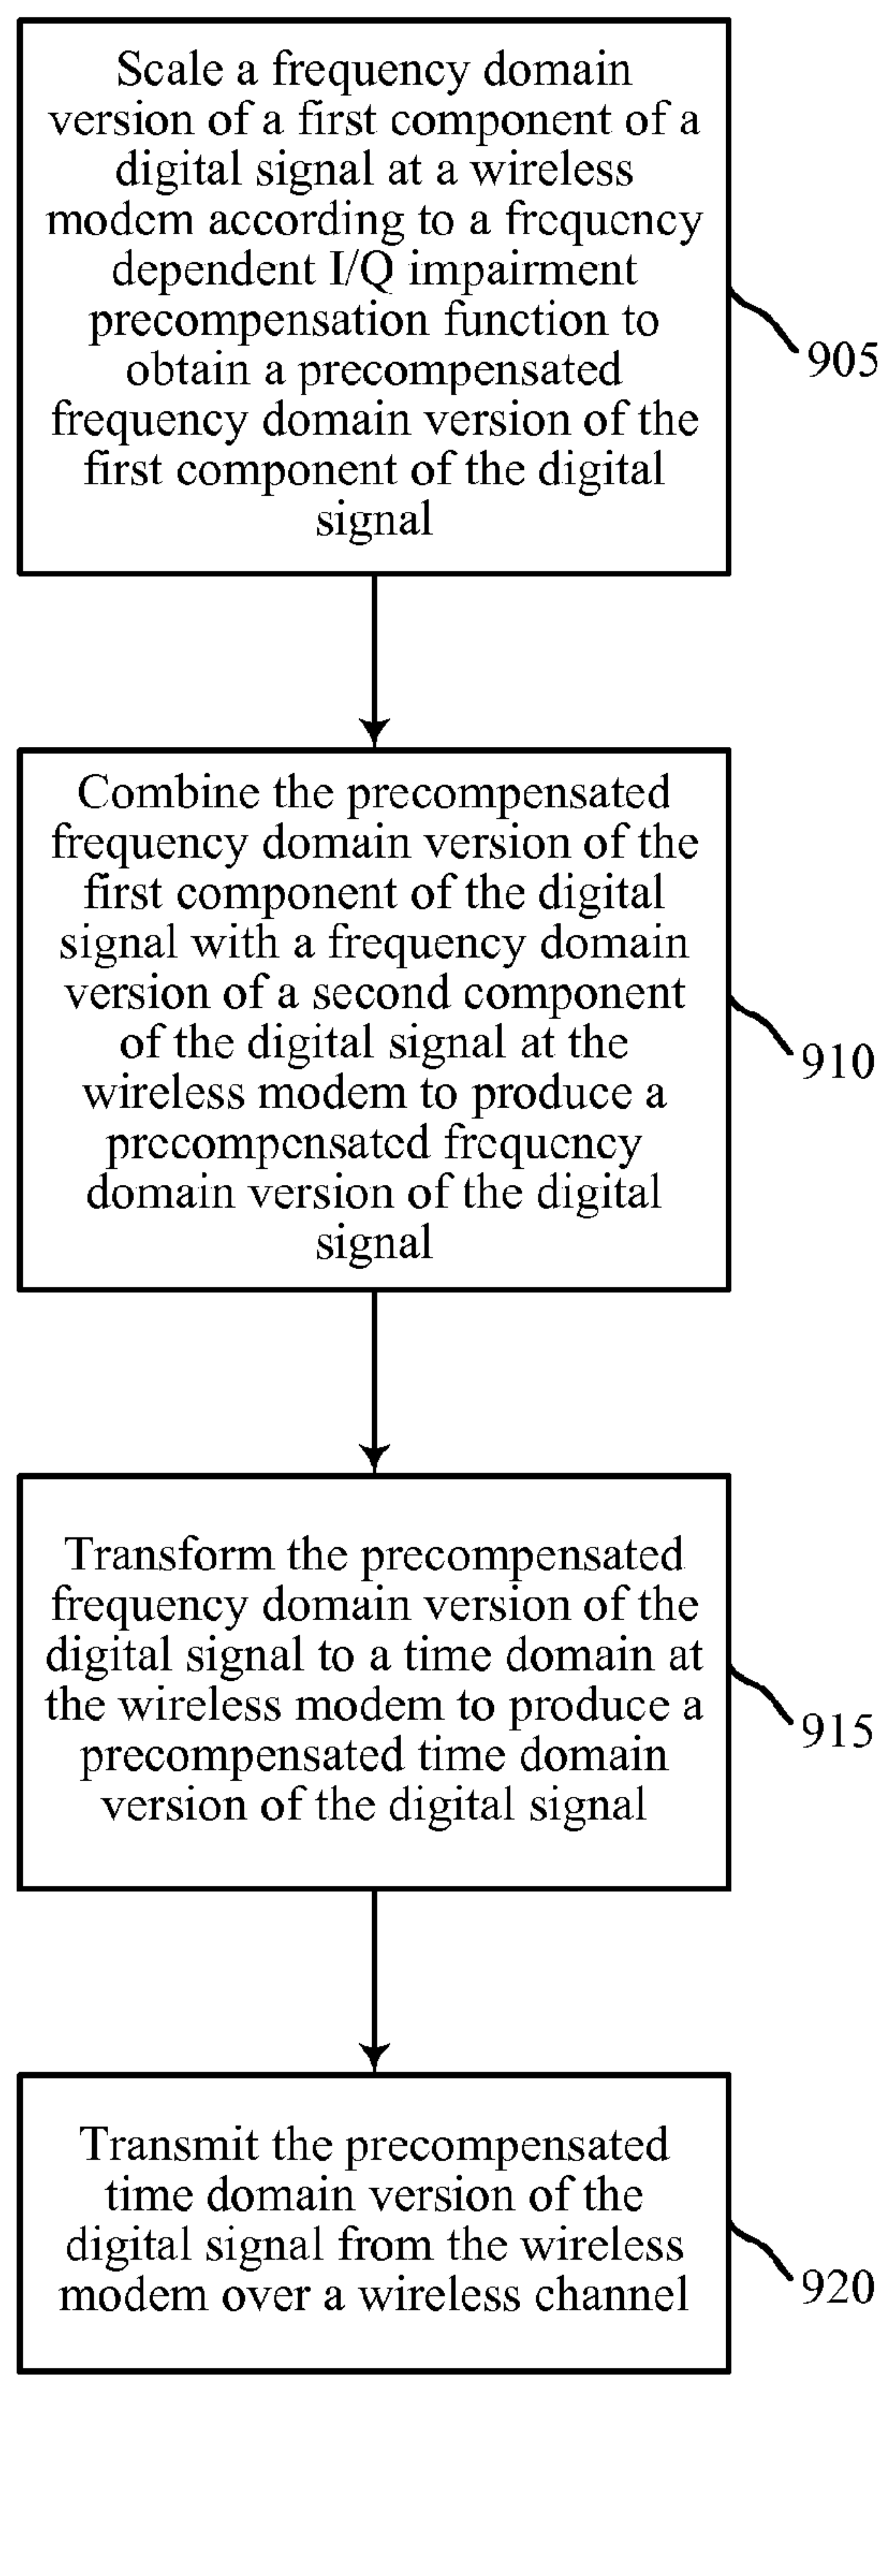 Scale a frequency domain
version of a first component of a
digital signal at a wireless
modem according to a frequency
dependent I/Q impairment
precompensation function to
obtain a precompensated
frequency domain version of the
first component of the digital
signal
905
Combine the precompensated
frequency domain version of the
first component of the digital
signal with a frequency domain
version of a second component
of the digital signal at the
wireless modem to produce a
precompensated frequency
domain version of the digital
signal
910
Transform the precompensated
frequency domain version of the
digital signal to a time domain at
the wireless modem to produce a
precompensated time domain
version of the digital signal
915
Transmit the precompensated
time domain version of the
digital signal from the wireless
modem over a wireless channel
920